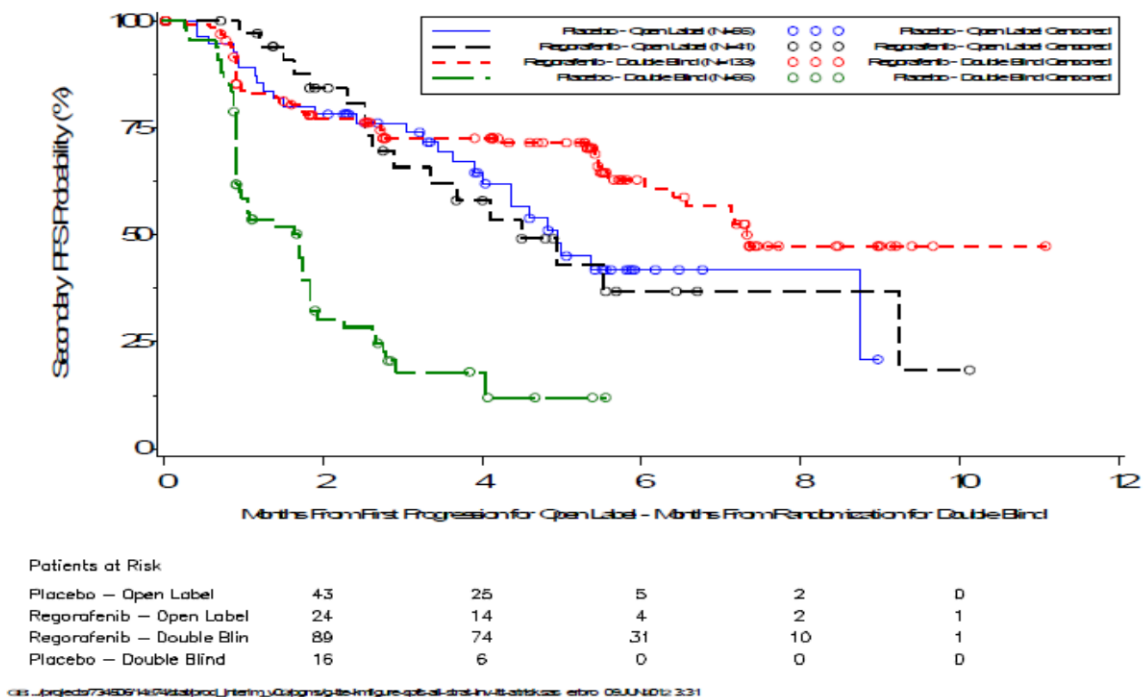 100
75
50
25
0
Secondary PFS Probability (%)
Placebo - Open Label (N=56) Placebo - Open Label Censored
Regorafenib - Open Label (N=41) Regorafenib - Open Label Censored
Regorafenib - Double Blind (N=133) Regorafenib - Double Blind Censored
Placebo - Double Blind (N=66) Placebo - Double Blind Censored
0 2 4 6 8 10 12
Months From First Progression for Open Label - Months From Randomization for Double Blind
Patients at Risk
Placebo – Open Label 43 25 5 2 0
Regorafenib – Open Label 24 14 4 2 1
Regorafenib – Double Blin 89 74 31 10 1
Placebo – Double Blind 16 6 0 0 0